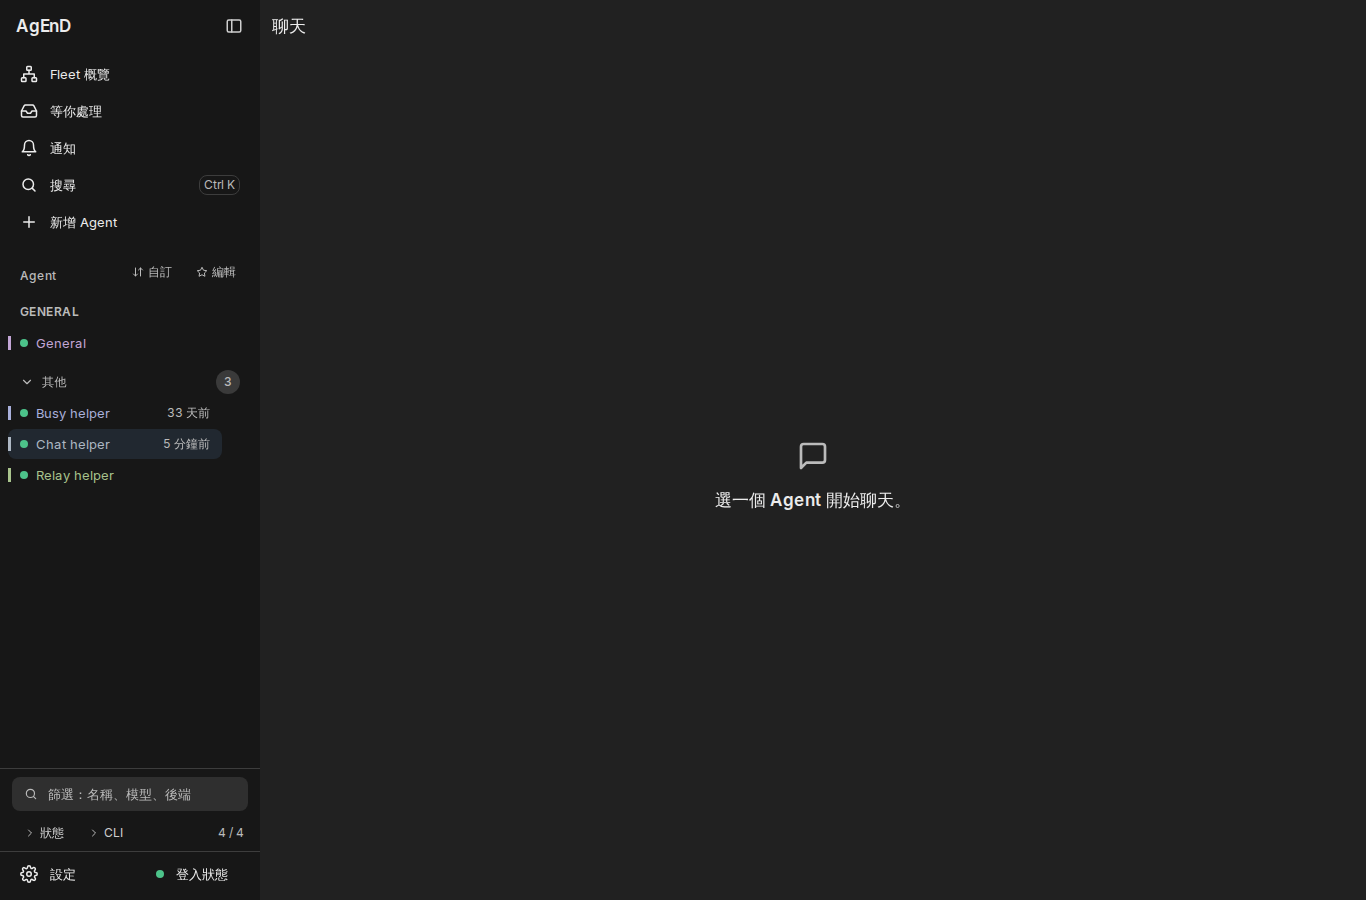 AgEnD
Fleet 概覽
等你處理
通知
搜尋 Ctrl K
新增 Agent
Agent 自訂 編輯
GENERAL
General
其他 3
Busy helper 33 天前
Chat helper 5 分鐘前
Relay helper
篩選：名稱、模型、後端
狀態 CLI 4 / 4
設定 登入狀態
聊天
選一個 Agent 開始聊天。